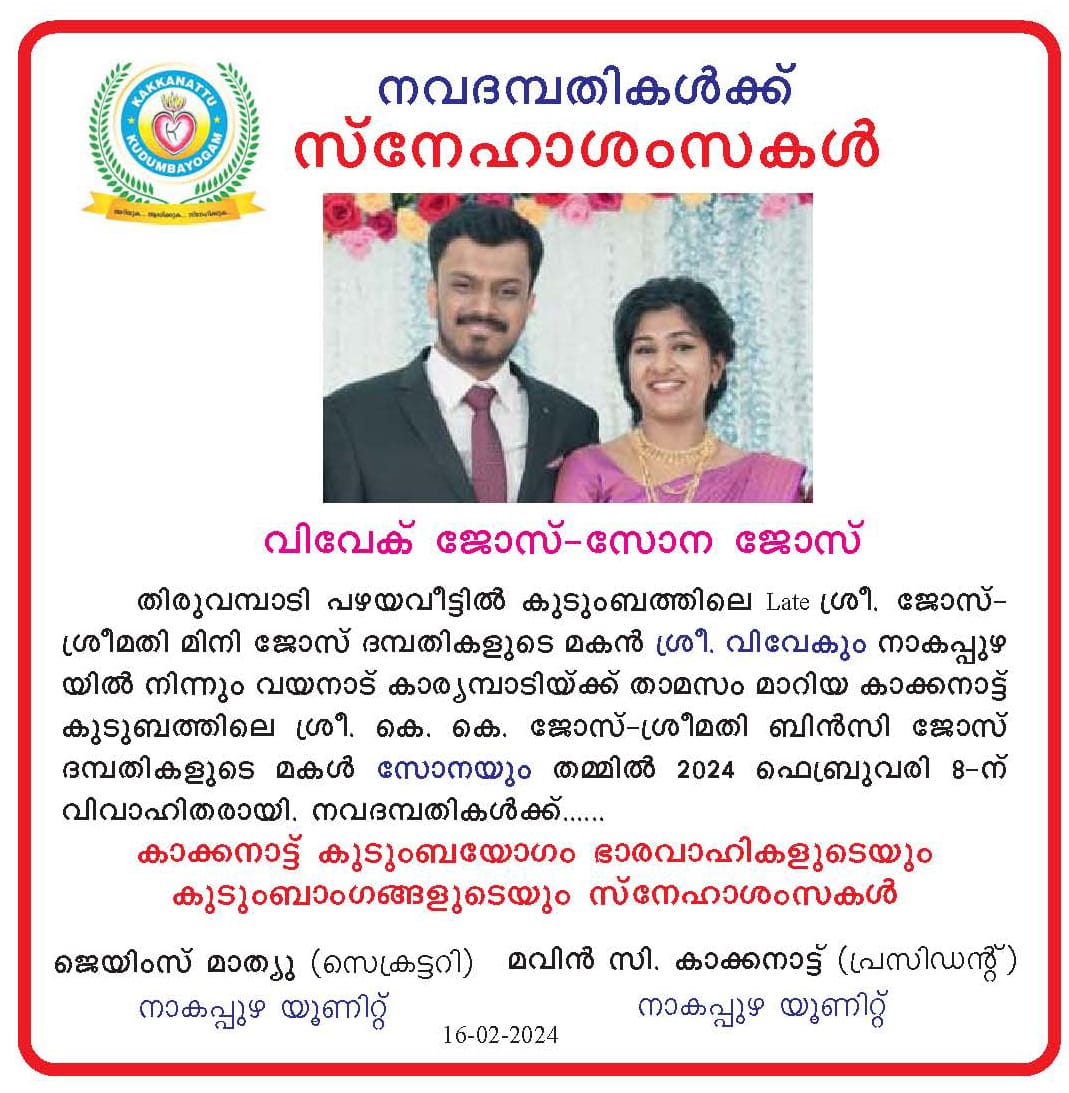 KAKKANATTU
KUDUMBAYOGAM
അറിയുക... ആദരിക്കുക... സ്നേഹിക്കുക...
നവദമ്പതികൾക്ക്
സ്നേഹാശംസകൾ
വിവേക് ജോസ്-സോന ജോസ്
തിരുവമ്പാടി പഴയവീട്ടിൽ കുടുംബത്തിലെ Late ശ്രീ. ജോസ്-
ശ്രീമതി മിനി ജോസ് ദമ്പതികളുടെ മകൻ ശ്രീ. വിവേകും നാകപ്പുഴ
യിൽ നിന്നും വയനാട് കാര്യമ്പാടിയ്ക്ക് താമസം മാറിയ കാക്കനാട്ട്
കുടുബത്തിലെ ശ്രീ. കെ. കെ. ജോസ്-ശ്രീമതി ബിൻസി ജോസ്
ദമ്പതികളുടെ മകൾ സോനയും തമ്മിൽ 2024 ഫെബ്രുവരി 8-ന്
വിവാഹിതരായി. നവദമ്പതികൾക്ക്......
കാക്കനാട്ട് കുടുംബയോഗം ഭാരവാഹികളുടെയും
കുടുംബാംഗങ്ങളുടെയും സ്നേഹാശംസകൾ
ജെയിംസ് മാത്യു (സെക്രട്ടറി) മവിൻ സി. കാക്കനാട്ട് (പ്രസിഡന്റ്)
നാകപ്പുഴ യൂണിറ്റ് നാകപ്പുഴ യൂണിറ്റ്
16-02-2024